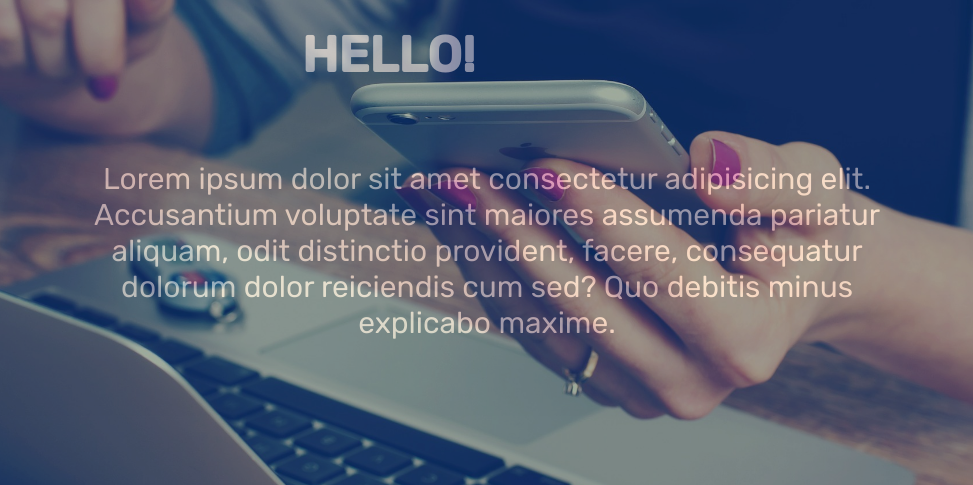 HELLO!
Lorem ipsum dolor sit amet consectetur adipisicing elit.
Accusantium voluptate sint maiores assumenda pariatur
aliquam, odit distinctio provident, facere, consequatur
dolorum dolor reiciendis cum sed? Quo debitis minus
explicabo maxime.